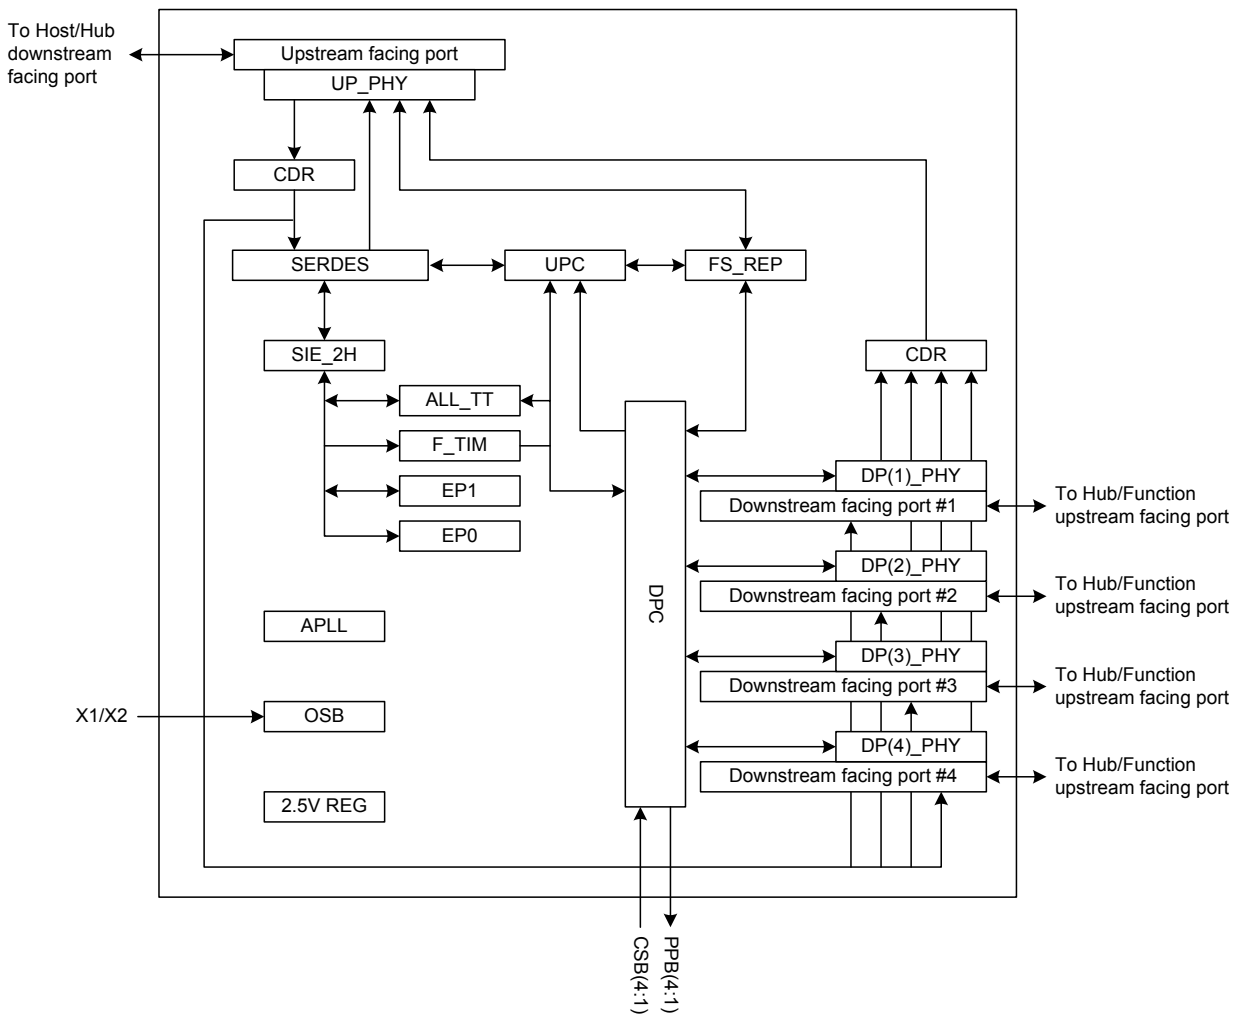 To Host/Hub
downstream
facing port
Upstream facing port
UP_PHY
CDR
SERDES
UPC
FS_REP
SIE_2H
CDR
ALL_TT
F_TIM
EP1
EP0
DPC
DP(1)_PHY
Downstream facing port #1
To Hub/Function
upstream facing port
DP(2)_PHY
Downstream facing port #2
To Hub/Function
upstream facing port
DP(3)_PHY
Downstream facing port #3
To Hub/Function
upstream facing port
DP(4)_PHY
Downstream facing port #4
To Hub/Function
upstream facing port
APLL
X1/X2
OSB
2.5V REG
CSB(4:1)
PPB(4:1)